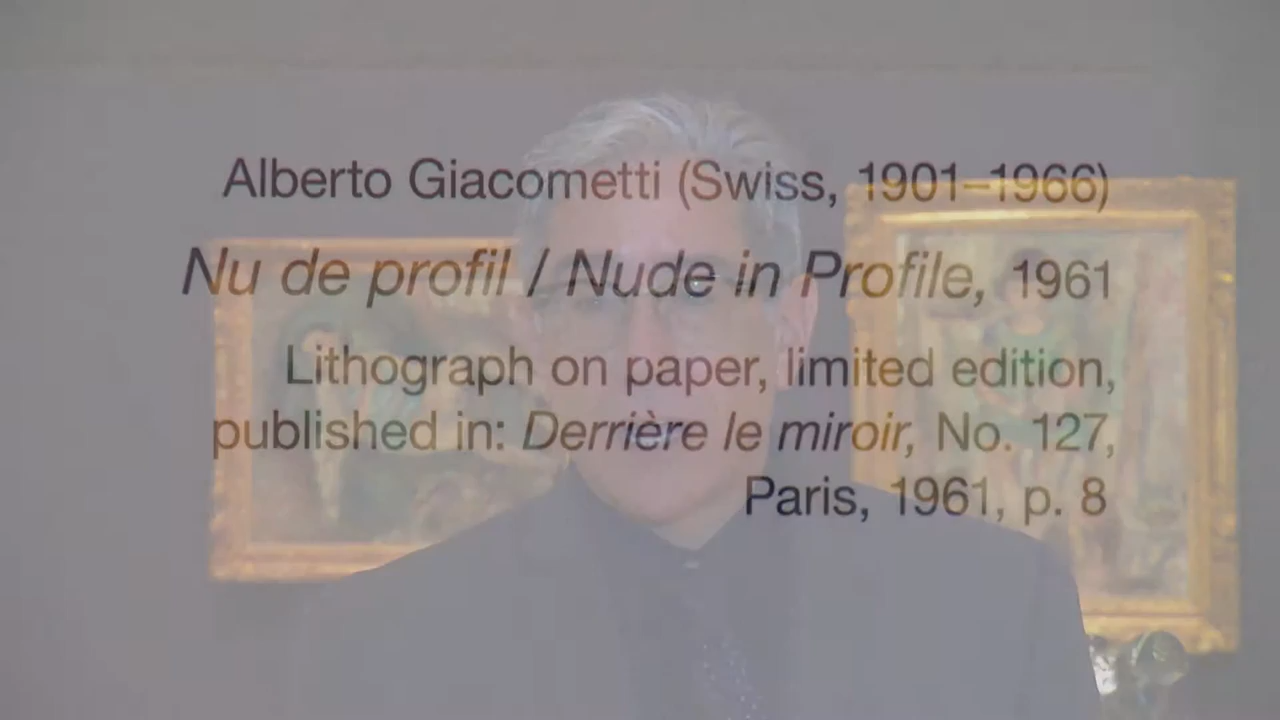 Alberto Giacometti (Swiss, 1901–1966)
Nu de profil / Nude in Profile, 1961
Lithograph on paper, limited edition,
published in: Derrière le miroir, No. 127,
Paris, 1961, p. 8